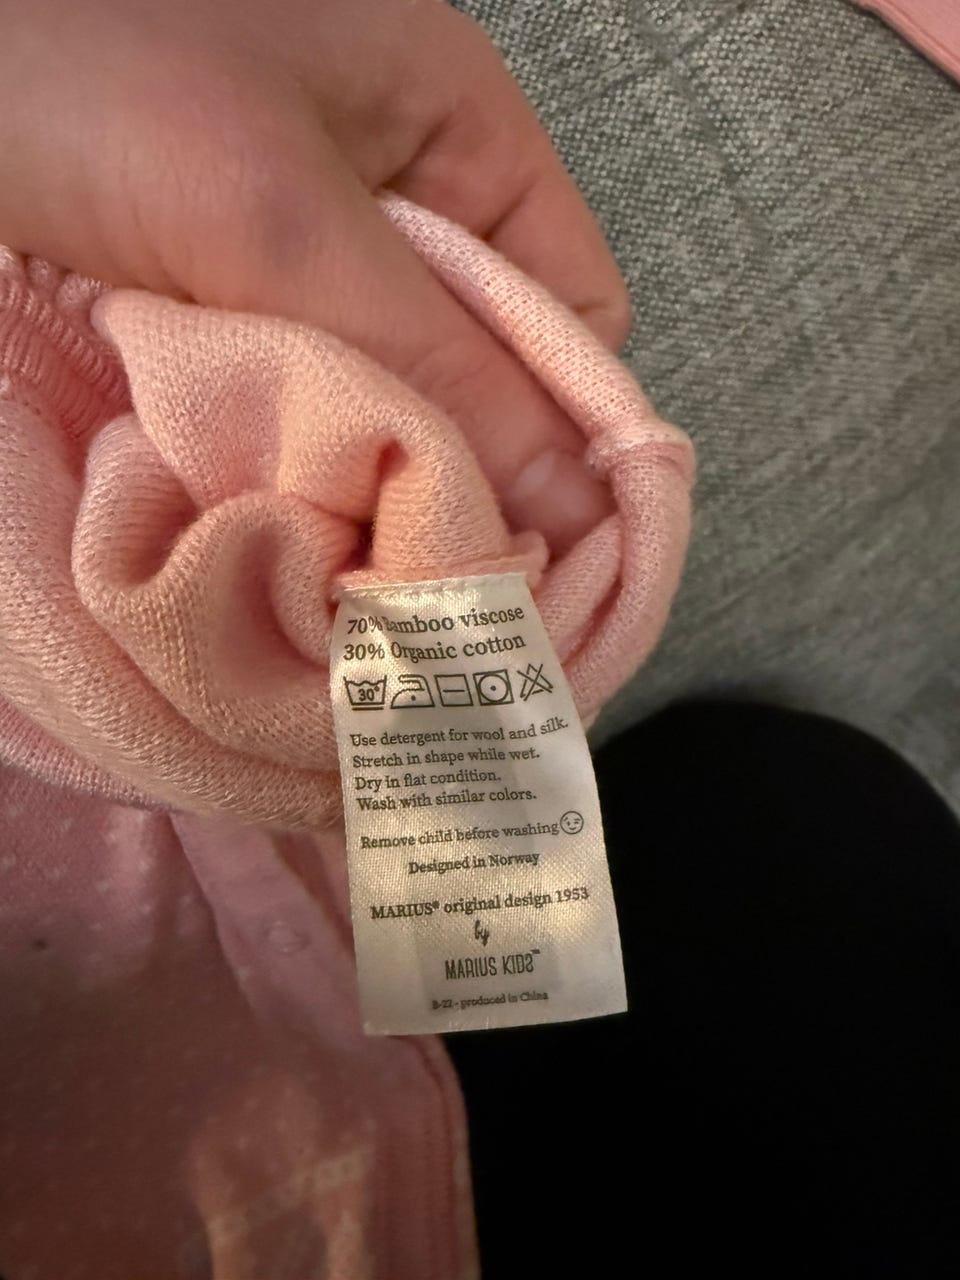 70% Bamboo viscose
30% Organic cotton
30°
Use detergent for wool and silk.
Stretch in shape while wet.
Dry in flat condition.
Wash with similar colors.
Remove child before washing
Designed in Norway
MARIUS® original design 1953
by
MARIUS KIDS™
B-22 - produced in China